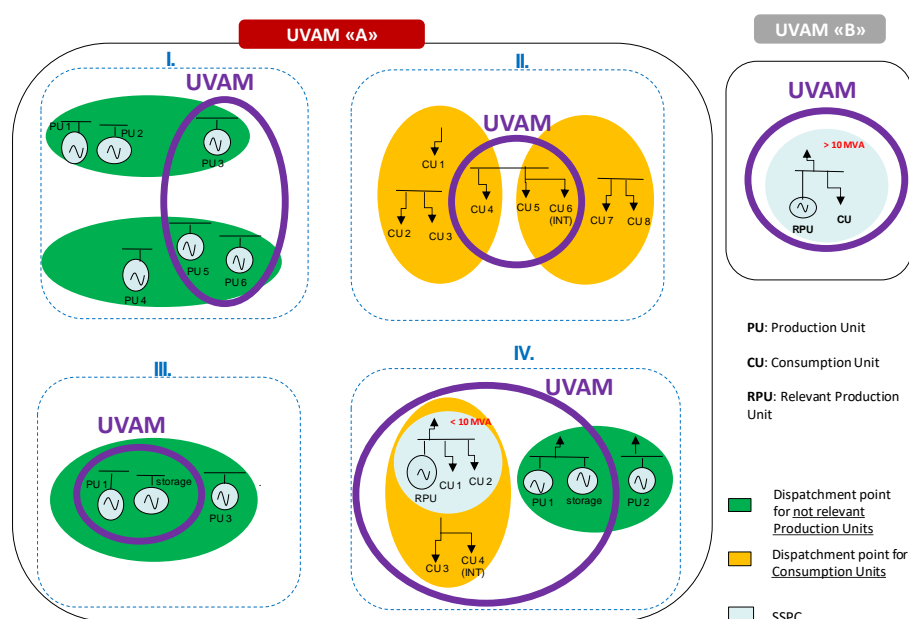 UVAM «A»
UVAM «B»
I.
UVAM
PU 1
PU 2
PU 3
PU 4
PU 5
PU 6
II.
UVAM
CU 1
CU 2
CU 3
CU 4
CU 5
CU 6
(INT)
CU 7
CU 8
UVAM
> 10 MVA
RPU
CU
III.
UVAM
PU 1
storage
PU 3
IV.
UVAM
< 10 MVA
RPU
CU 1
CU 2
CU 3
CU 4
(INT)
PU 1
storage
PU 2
PU: Production Unit
CU: Consumption Unit
RPU: Relevant Production
Unit
Dispatchment point
for not relevant
Production Units
Dispatchment point for
Consumption Units
SSPC